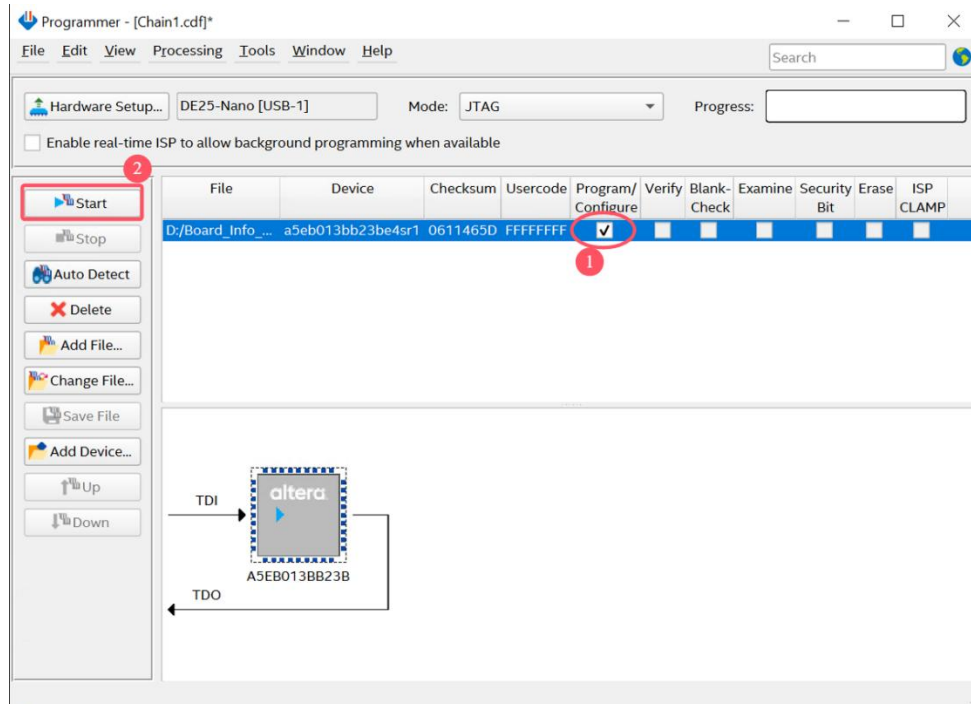 Programmer - [Chain1.cdf]*
File Edit View Processing Tools Window Help
Search
Hardware Setup... DE25-Nano [USB-1] Mode: JTAG Progress:
Enable real-time ISP to allow background programming when available
2
Start
Stop
Auto Detect
Delete
Add File...
Change File...
Save File
Add Device...
Up
Down
File Device Checksum Usercode Program/ Verify Blank- Examine Security Erase ISP
Configure Check Bit CLAMP
D:/Board_Info_... a5eb013bb23be4sr1 0611465D FFFFFFFF
1
TDI
altera
A5EB013BB23B
TDO